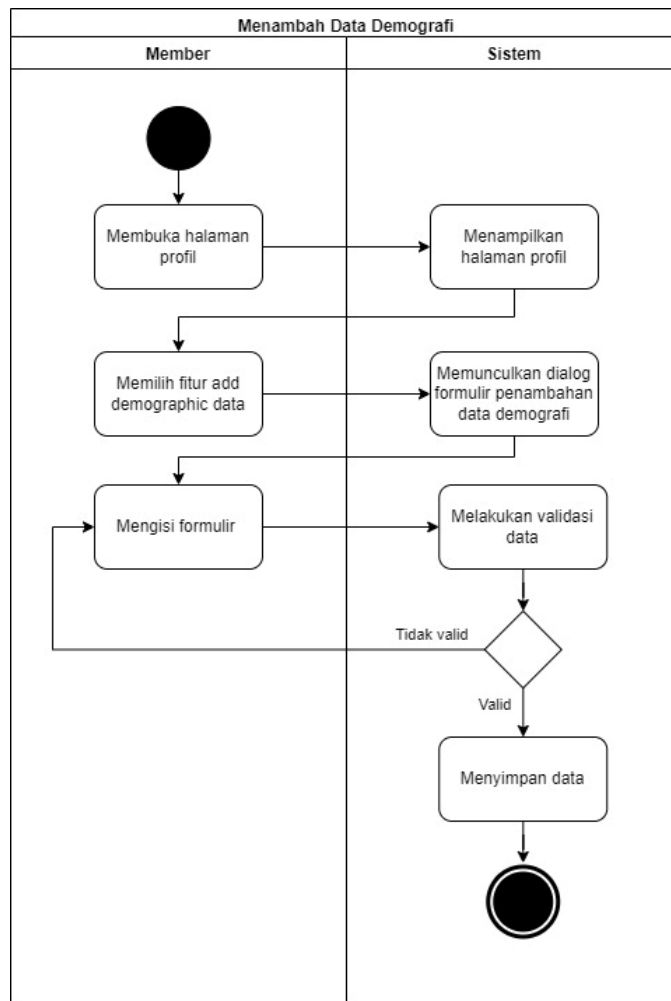 Menambah Data Demografi
Member
Sistem
Membuka halaman
profil
Menampilkan
halaman profil
Memilih fitur add
demographic data
Memunculkan dialog
formulir penambahan
data demografi
Mengisi formulir
Melakukan validasi
data
Tidak valid
Valid
Menyimpan data